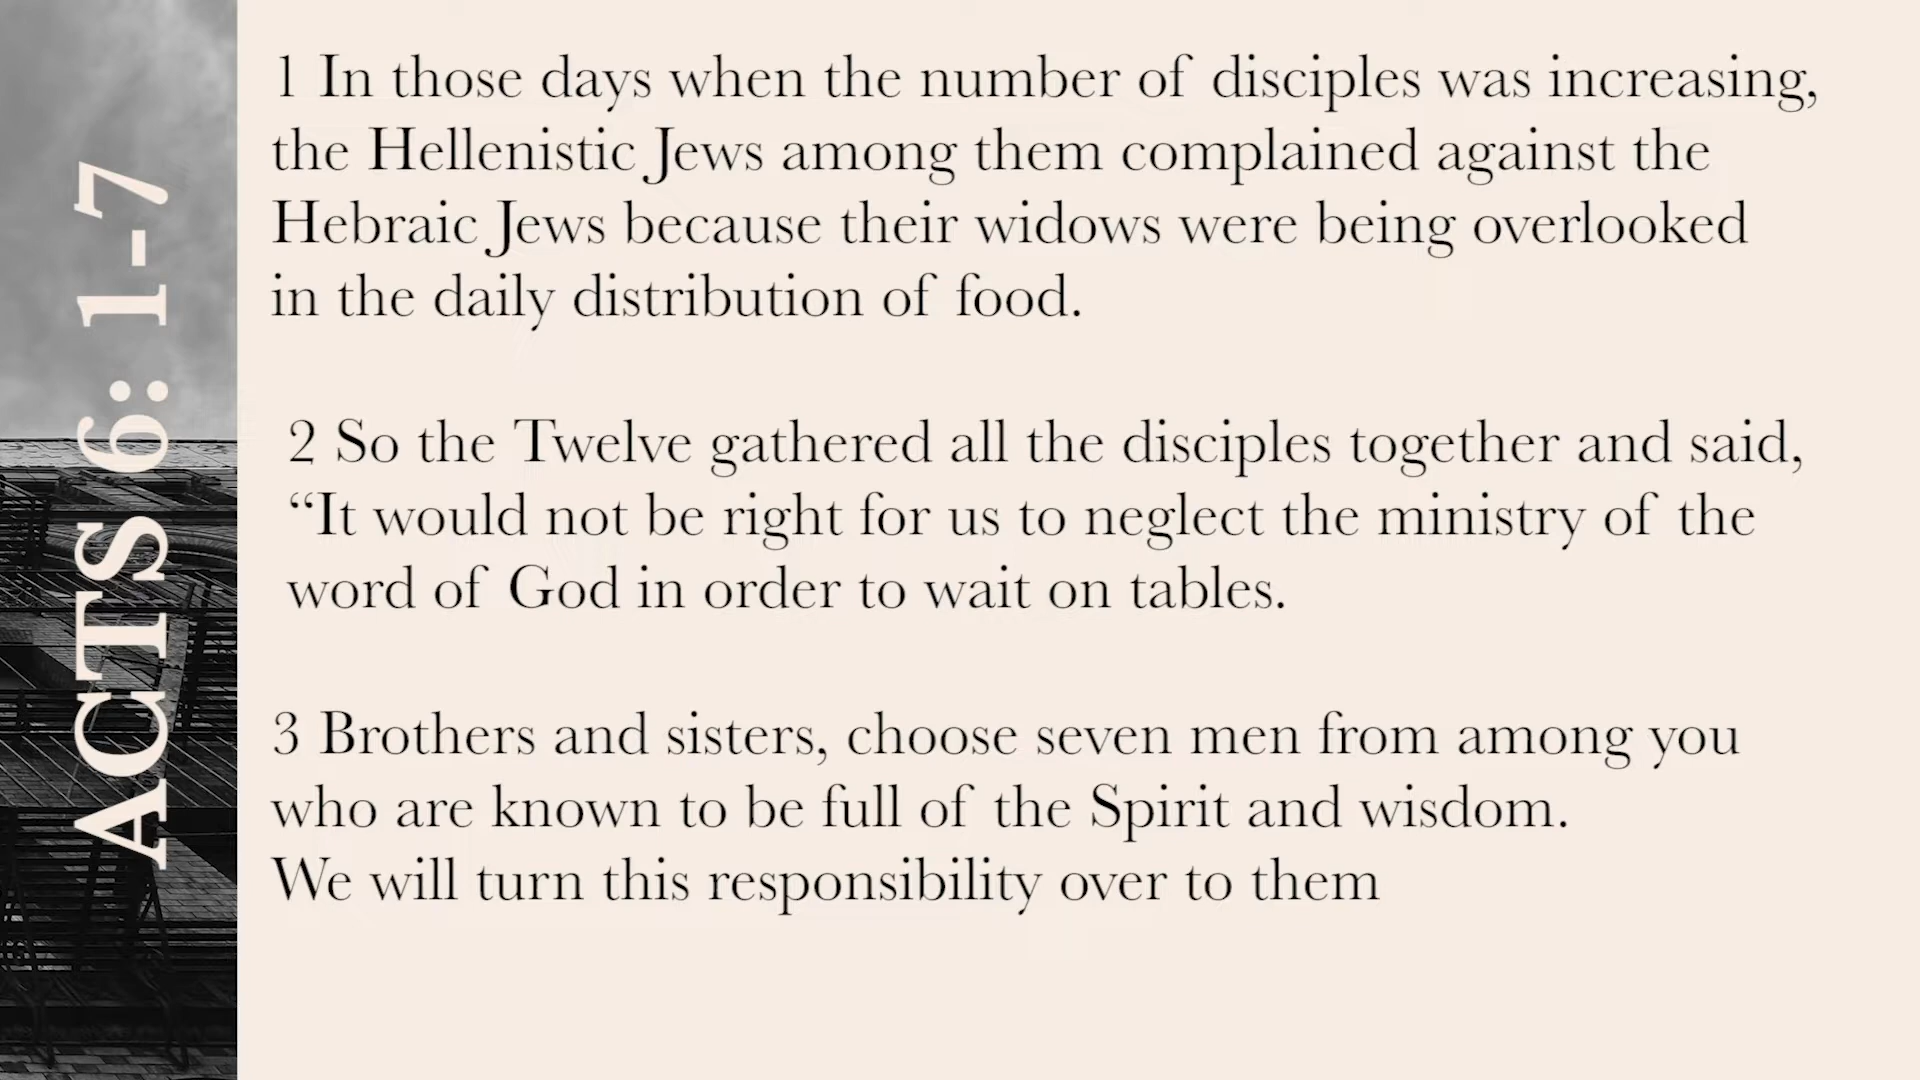 ACTS 6: 1-7
1 In those days when the number of disciples was increasing,
the Hellenistic Jews among them complained against the
Hebraic Jews because their widows were being overlooked
in the daily distribution of food.
2 So the Twelve gathered all the disciples together and said,
“It would not be right for us to neglect the ministry of the
word of God in order to wait on tables.
3 Brothers and sisters, choose seven men from among you
who are known to be full of the Spirit and wisdom.
We will turn this responsibility over to them